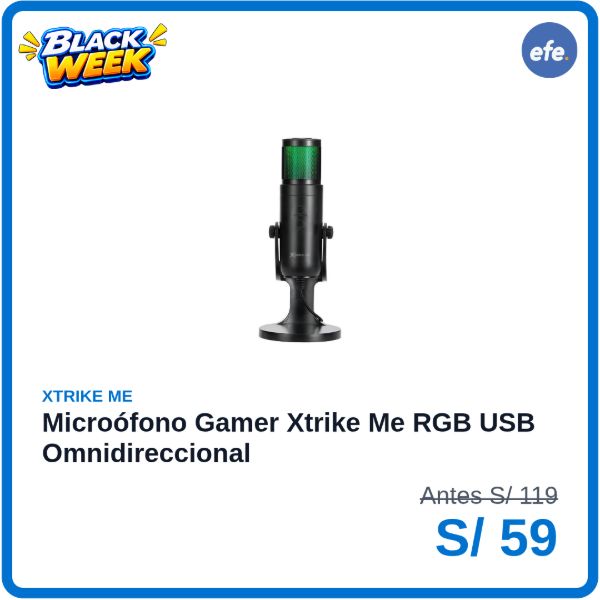 BLACK
WEEK
efe.
XTRIKE ME
Microófono Gamer Xtrike Me RGB USB
Omnidireccional
Antes S/ 119
S/ 59